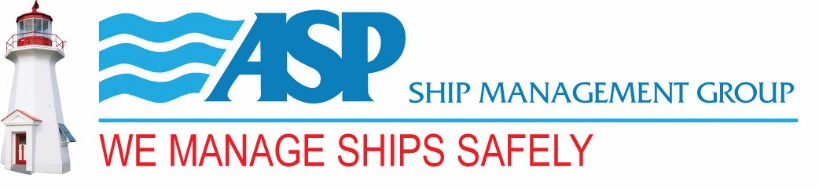 ASP SHIP MANAGEMENT GROUP
WE MANAGE SHIPS SAFELY